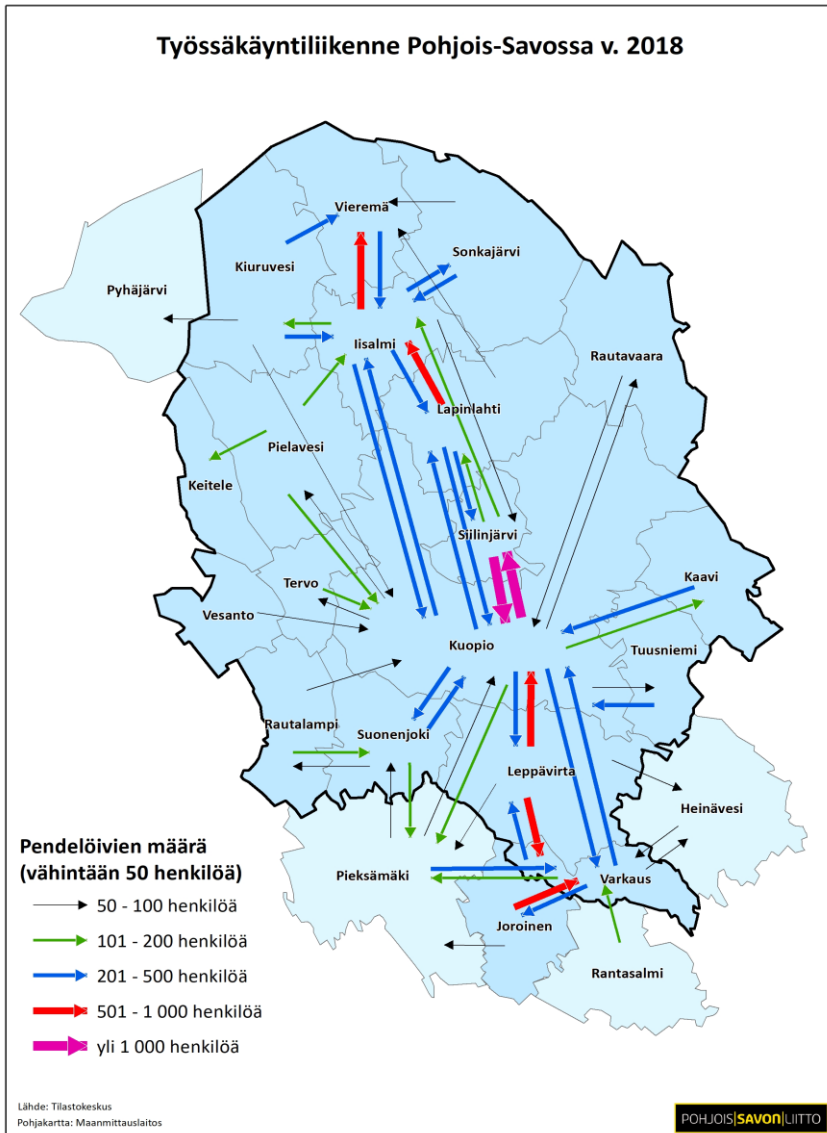 Työssäkäyntiliikenne Pohjois-Savossa v. 2018
Vieremä
Sonkajärvi
Kiuruvesi
Pyhäjärvi
Iisalmi
Rautavaara
Lapinlahti
Pielavesi
Keitele
Siilinjärvi
Tervo
Kaavi
Vesanto
Kuopio
Tuusniemi
Rautalampi
Suonenjoki
Leppävirta
Heinävesi
Pieksämäki
Varkaus
Joroinen
Rantasalmi
Pendelöivien määrä
(vähintään 50 henkilöä)
50 - 100 henkilöä
101 - 200 henkilöä
201 - 500 henkilöä
501 - 1 000 henkilöä
yli 1 000 henkilöä
Lähde: Tilastokeskus
Pohjakartta: Maanmittauslaitos
POHJOIS|SAVON|LIITTO